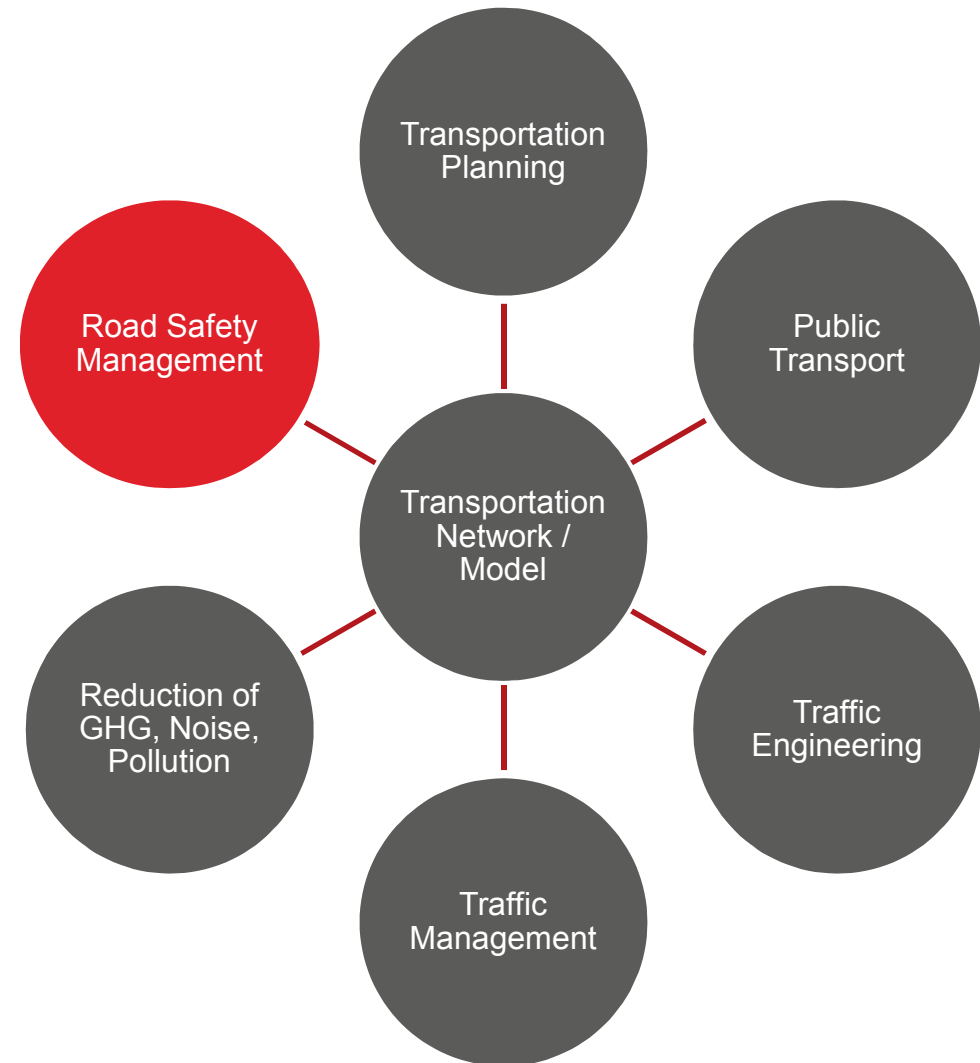 Transportation
Planning
Road Safety
Management
Public
Transport
Transportation
Network /
Model
Reduction of
GHG, Noise,
Pollution
Traffic
Engineering
Traffic
Management